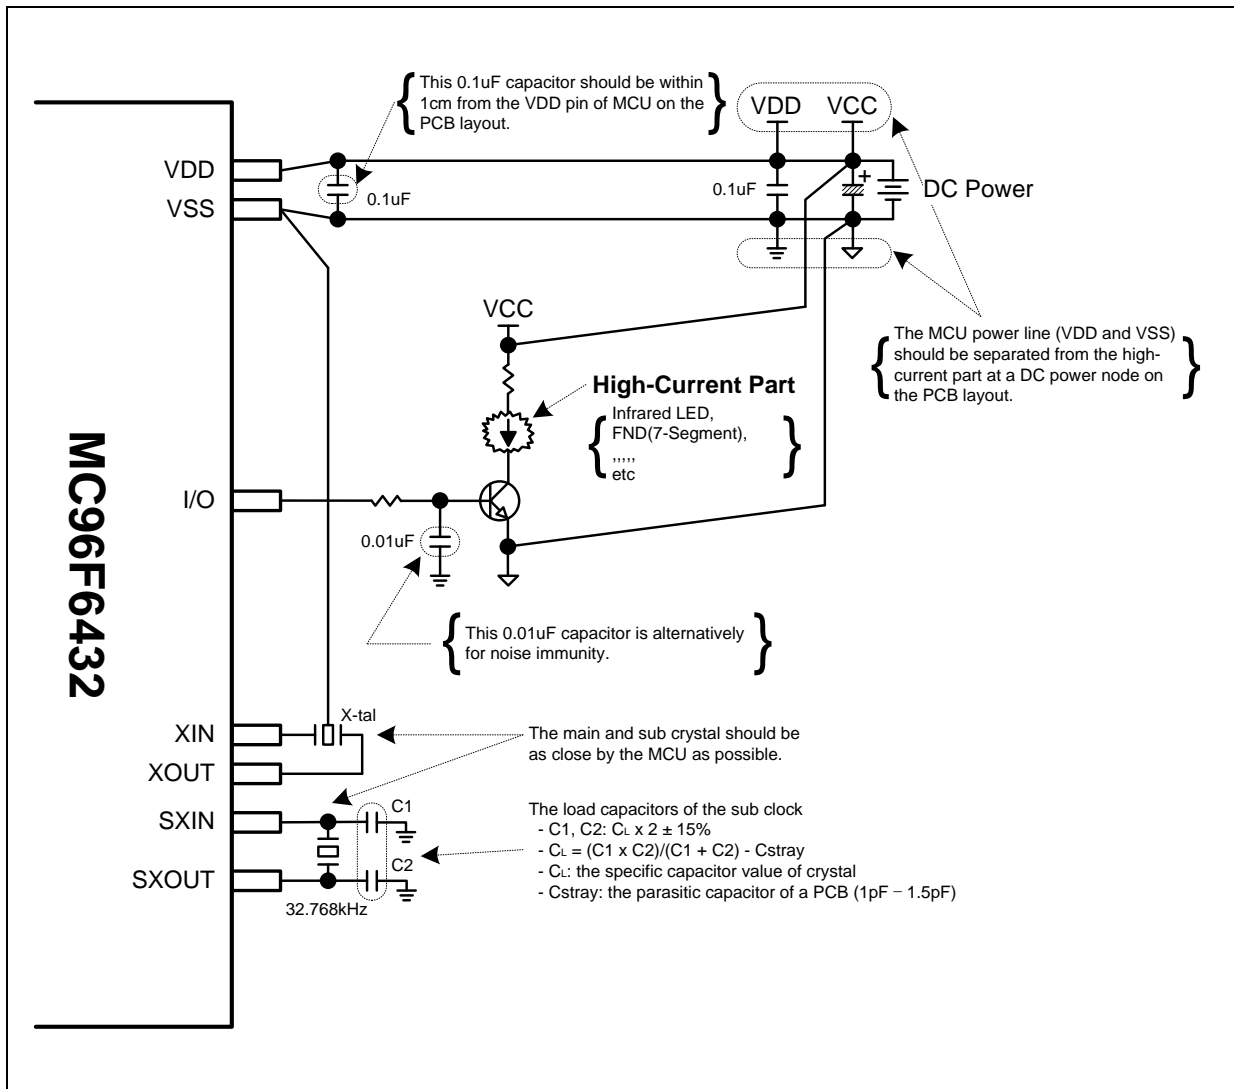 This 0.1uF capacitor should be within
1cm from the VDD pin of MCU on the
PCB layout.
VDD VCC
VDD
0.1uF
0.1uF
DC Power
VSS
VCC
The MCU power line (VDD and VSS)
should be separated from the high-
current part at a DC power node on
the PCB layout.
High-Current Part
Infrared LED,
FND(7-Segment),
,,,,,
etc
MC96F6432
I/O
0.01uF
This 0.01uF capacitor is alternatively
for noise immunity.
X-tal
XIN
The main and sub crystal should be
as close by the MCU as possible.
XOUT
SXIN
C1
The load capacitors of the sub clock
- C1, C2: CL x 2 ± 15%
- CL = (C1 x C2)/(C1 + C2) - Cstray
- CL: the specific capacitor value of crystal
- Cstray: the parasitic capacitor of a PCB (1pF – 1.5pF)
C2
SXOUT
32.768kHz